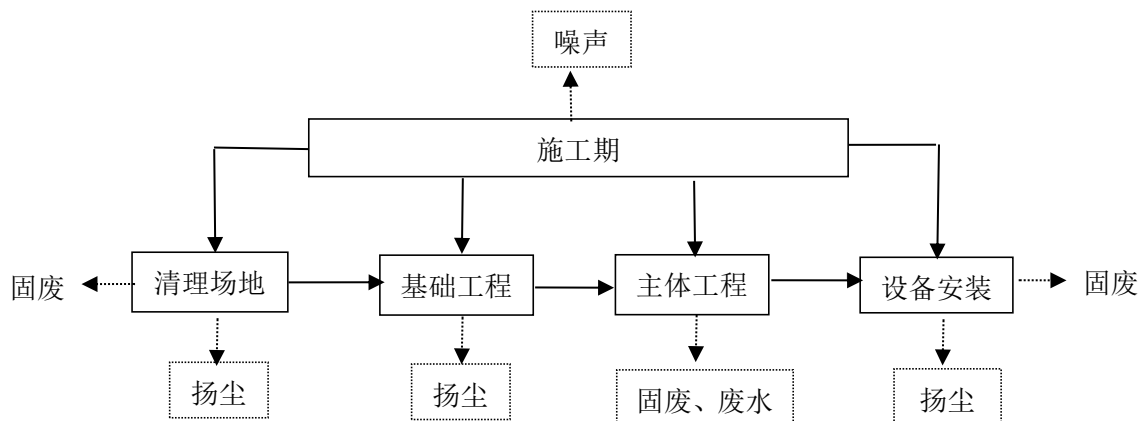 噪声
施工期
固废
清理场地
基础工程
主体工程
设备安装
固废
扬尘
扬尘
固废、废水
扬尘